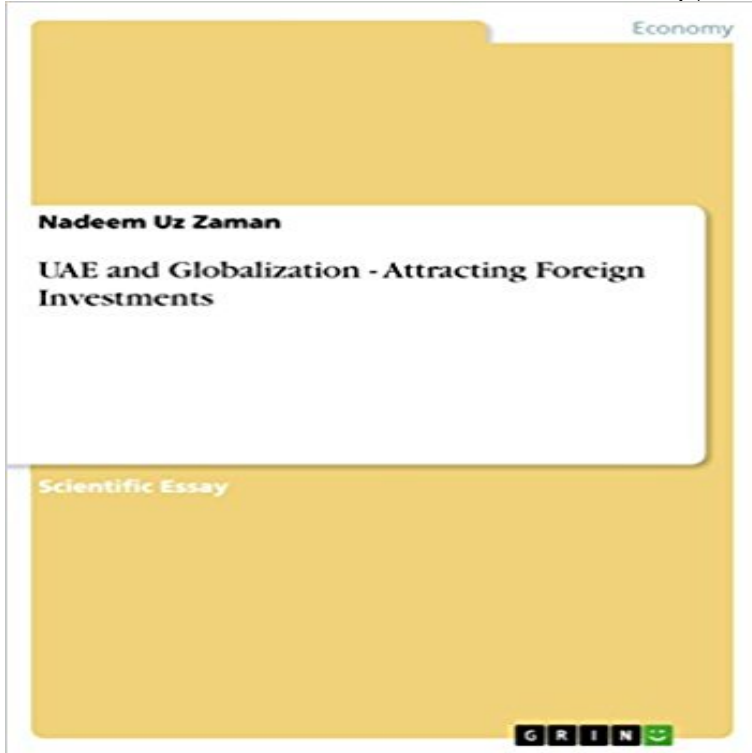 Economy
Nadeem Uz Zaman
UAE and Globalization - Attracting Foreign
Investments
Scientific Essay
GRIN